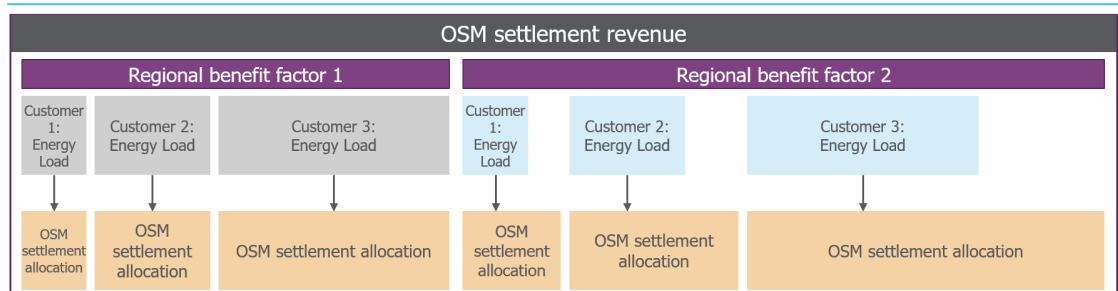 OSM settlement revenue
Regional benefit factor 1
Regional benefit factor 2
Customer
1:
Energy
Load
Customer 2:
Energy Load
Customer 3:
Energy Load
Customer
1: Energy
Load
Customer 2:
Energy Load
Customer 3:
Energy Load
OSM
settlement
allocation
OSM
settlement
allocation
OSM settlement allocation
OSM
settlement
allocation
OSM settlement
allocation
OSM settlement allocation